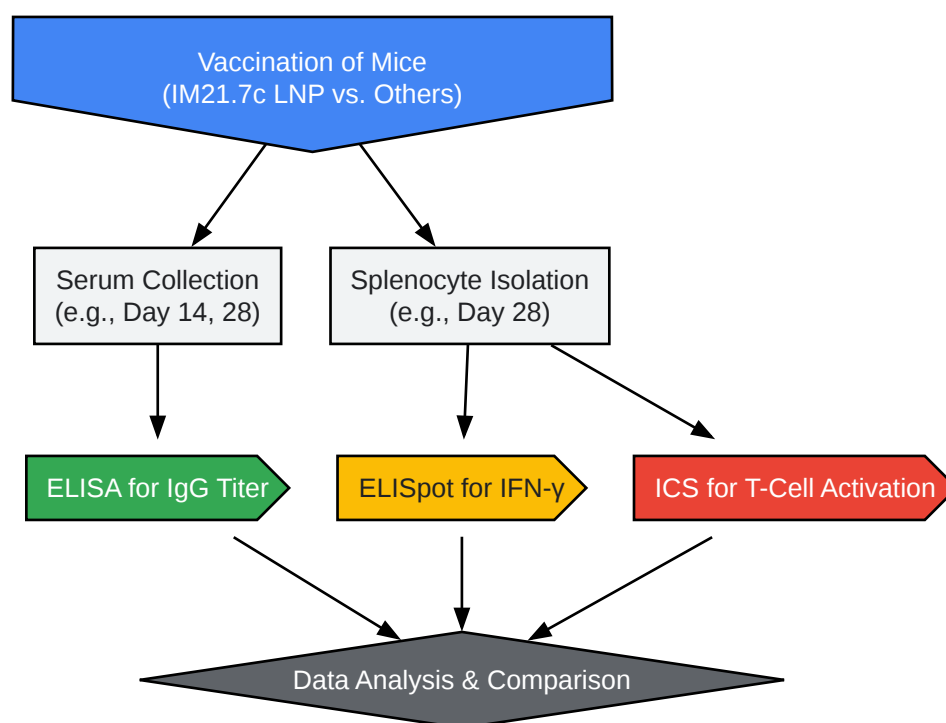 Vaccination of Mice
(IM21.7c LNP vs. Others)
Serum Collection
(e.g., Day 14, 28)
Splenocyte Isolation
(e.g., Day 28)
ELISA for IgG Titer
ELISpot for IFN-γ
ICS for T-Cell Activation
Data Analysis & Comparison